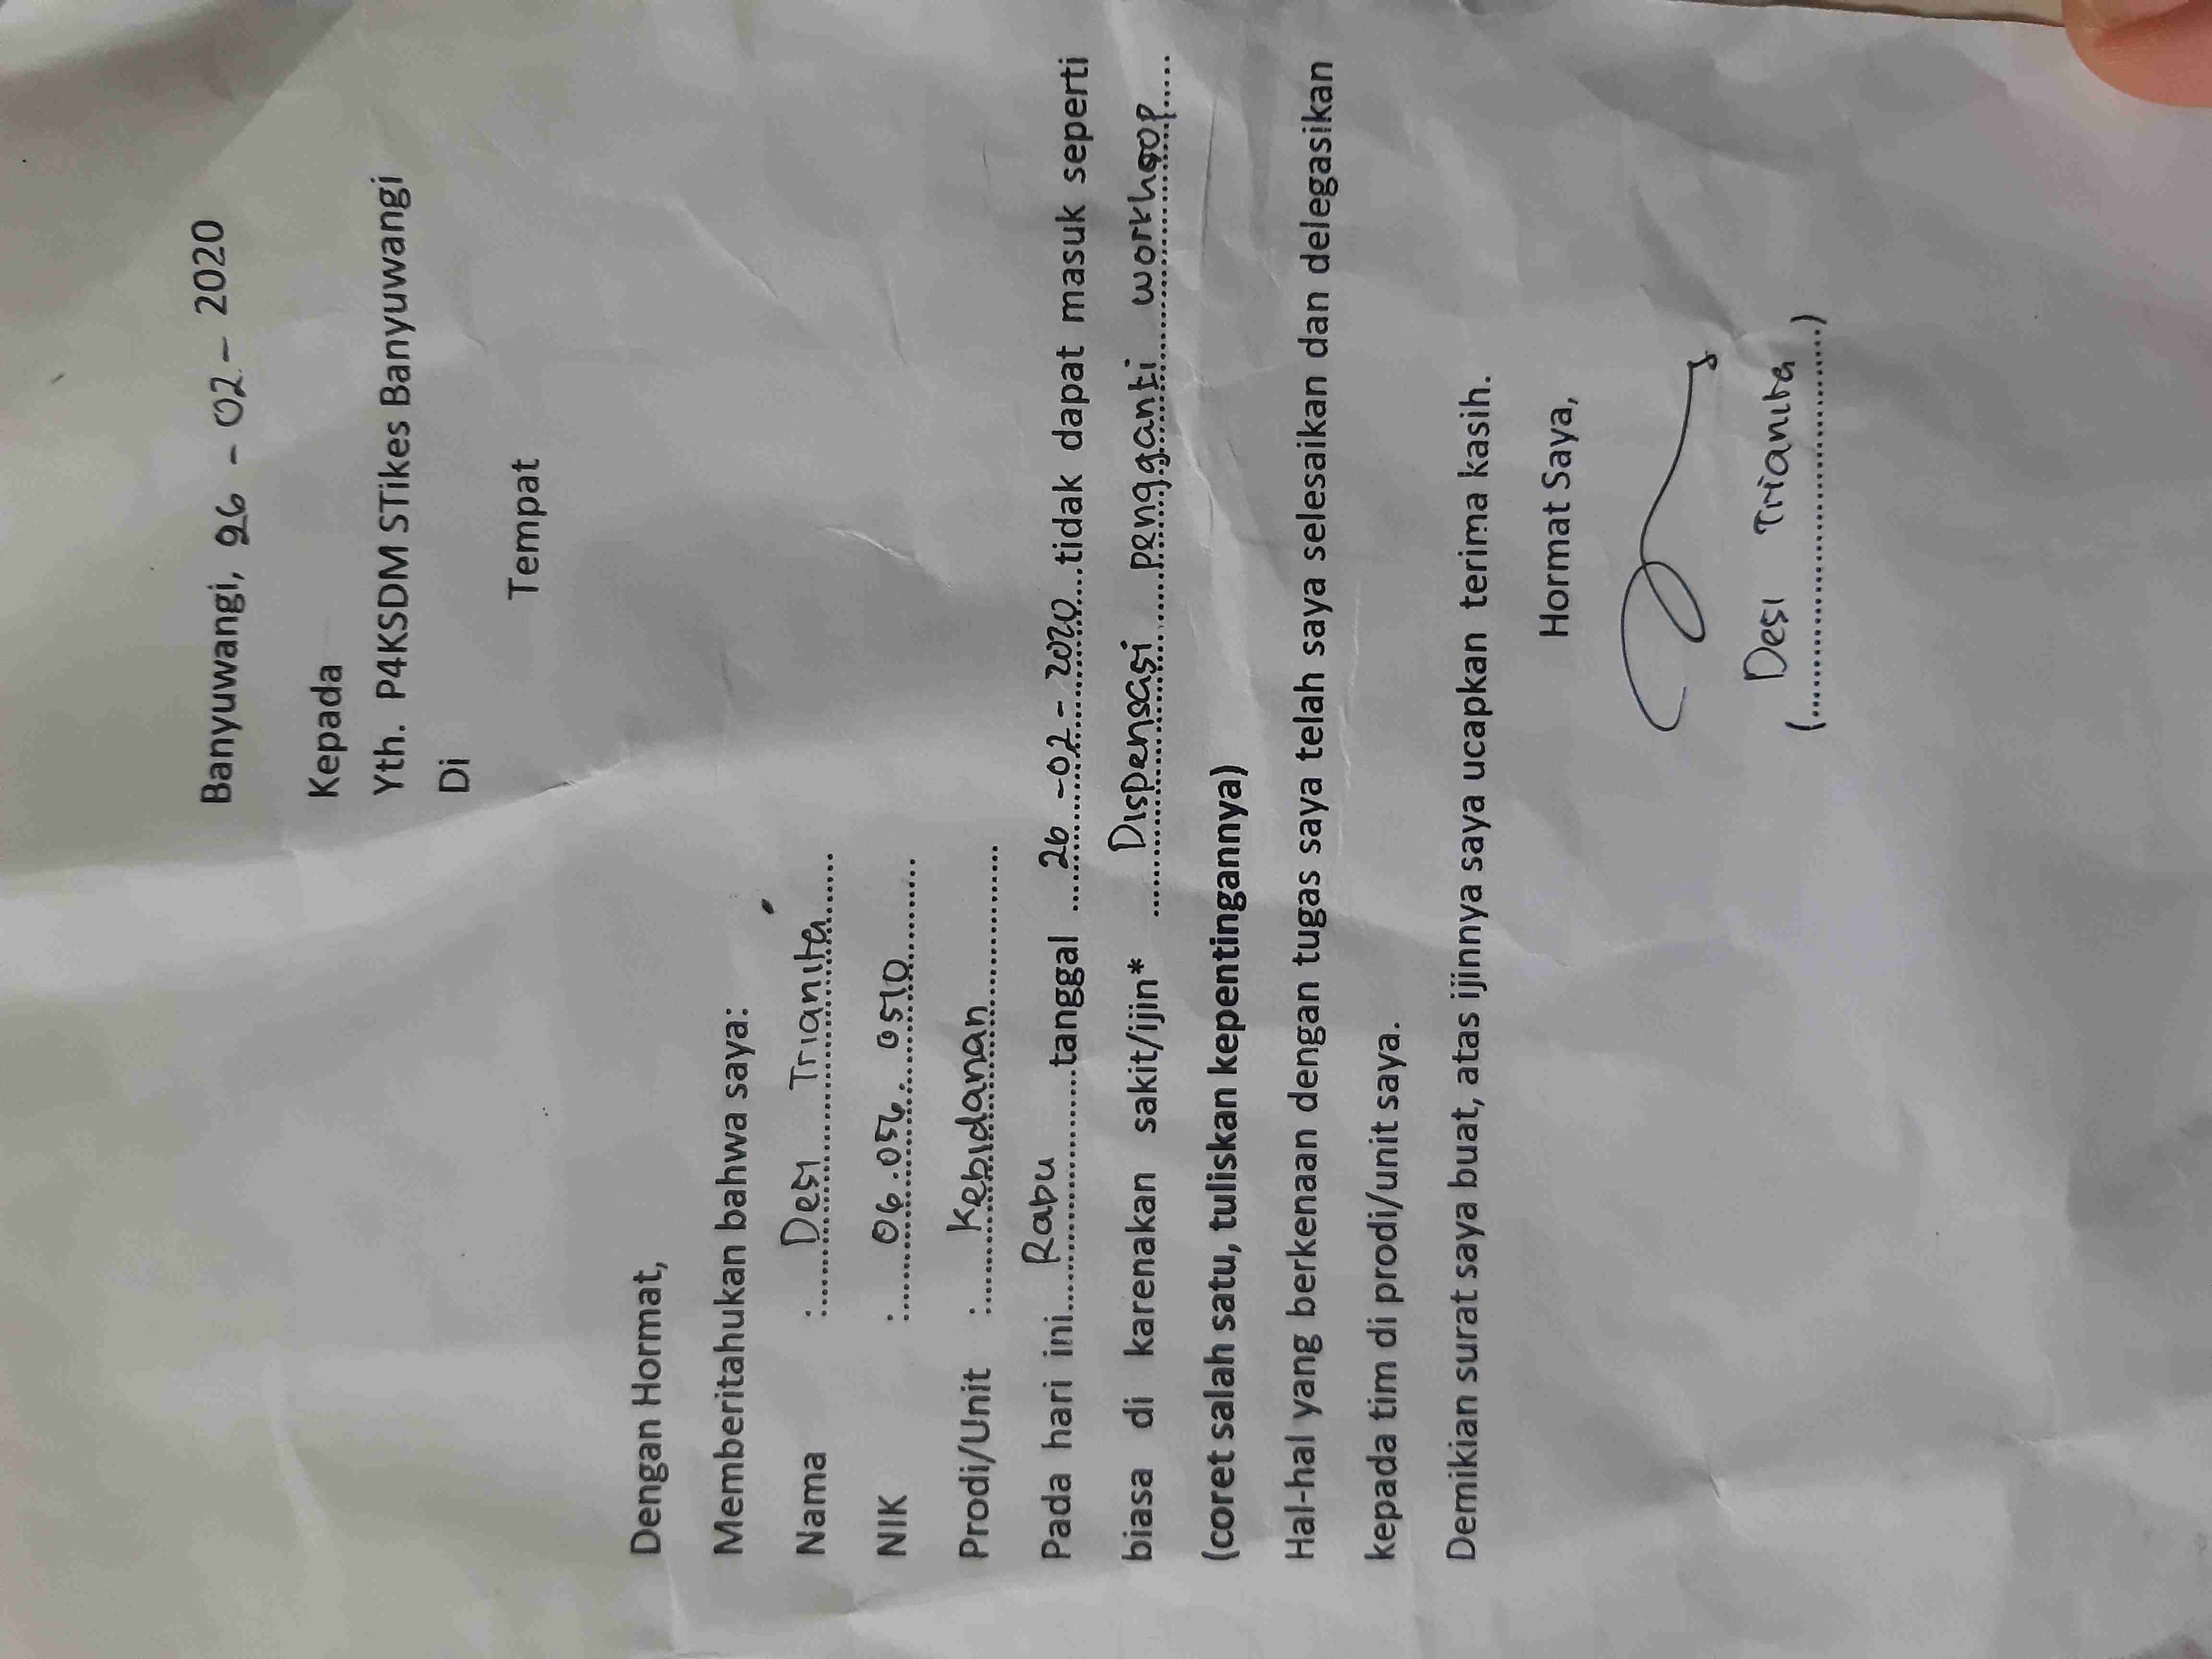 Banyuwangi, 26 - 02 - 2020
Kepada
Yth. P4KSDM STikes Banyuwangi
Di
Tempat
Dengan Hormat,
Memberitahukan bahwa saya:
Nama : Desi Trianita
NIK : 06.056. 0510
Prodi/Unit : Kebidanan
Pada hari ini Rabu tanggal 26 - 02 - 2020 tidak dapat masuk seperti
biasa di karenakan sakit/ijin* Dispensasi pengganti workhsop
(coret salah satu, tuliskan kepentingannya)
Hal-hal yang berkenaan dengan tugas saya telah saya selesaikan dan delegasikan
kepada tim di prodi/unit saya.
Demikian surat saya buat, atas ijinnya saya ucapkan terima kasih.
Hormat Saya,
Desi Trianita
(................................)